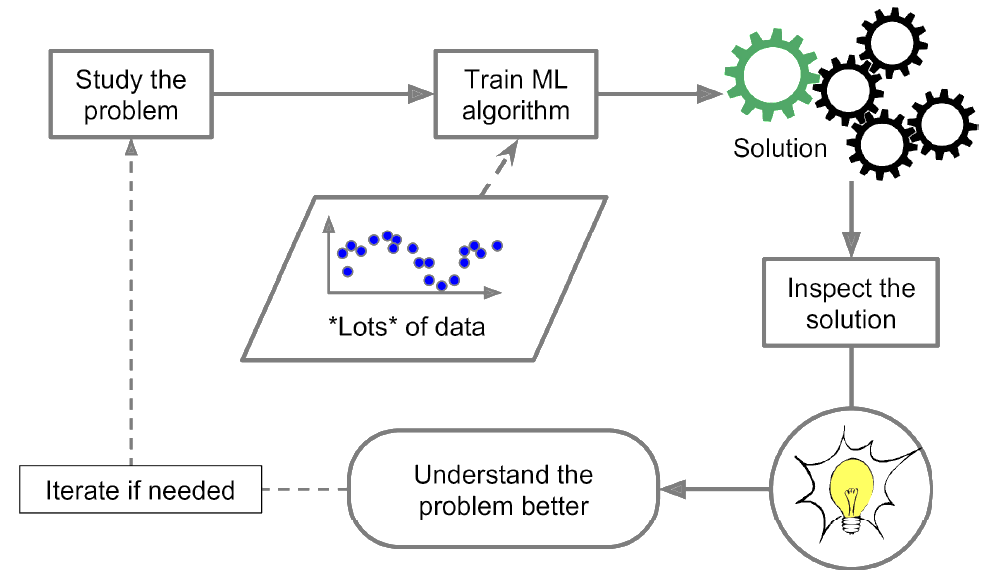 Study the
problem
Train ML
algorithm
Solution
*Lots* of data
Inspect the
solution
Understand the
problem better
Iterate if needed